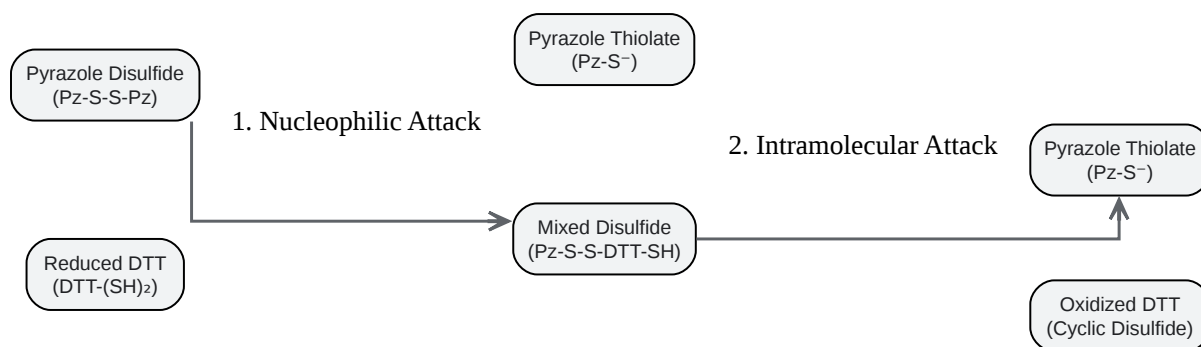 Pyrazole Thiolate
(Pz-S⁻)
Pyrazole Disulfide
(Pz-S-S-Pz)
1. Nucleophilic Attack
2. Intramolecular Attack
Pyrazole Thiolate
(Pz-S⁻)
Mixed Disulfide
(Pz-S-S-DTT-SH)
Reduced DTT
(DTT-(SH)₂)
Oxidized DTT
(Cyclic Disulfide)